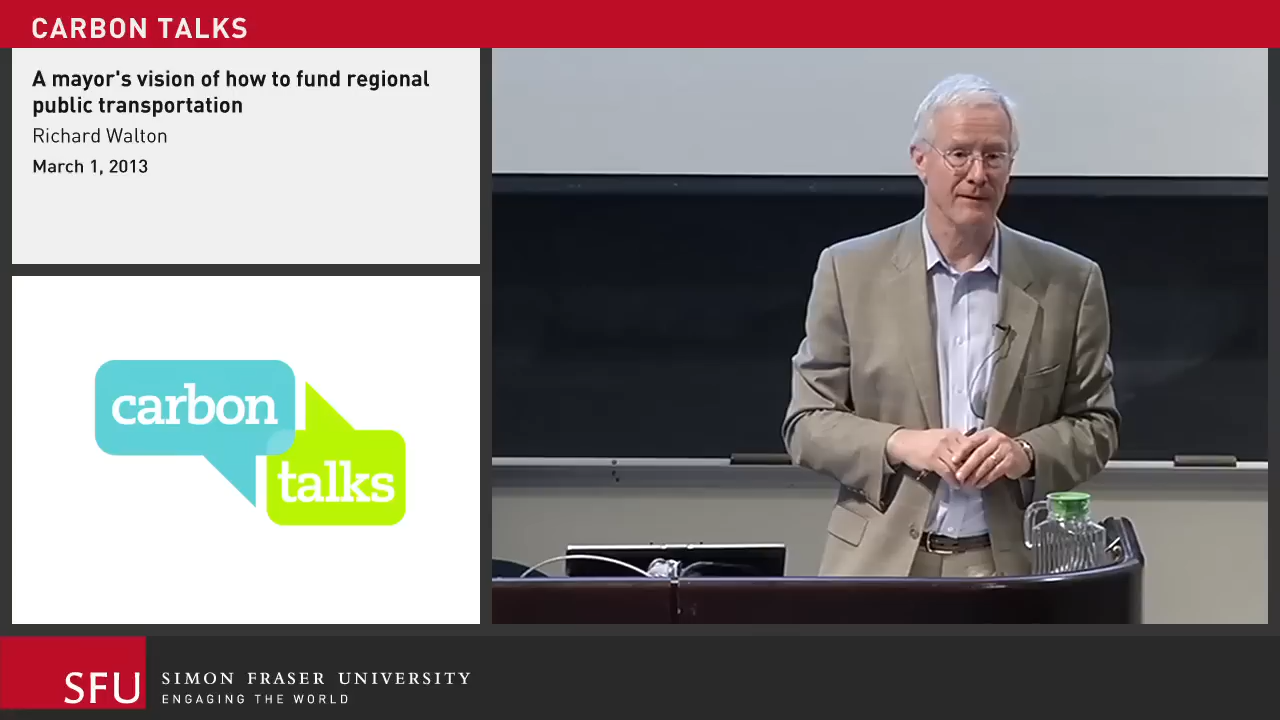 CARBON TALKS
A mayor's vision of how to fund regional
public transportation
Richard Walton
March 1, 2013
carbon
talks
SFU
SIMON FRASER UNIVERSITY
ENGAGING THE WORLD